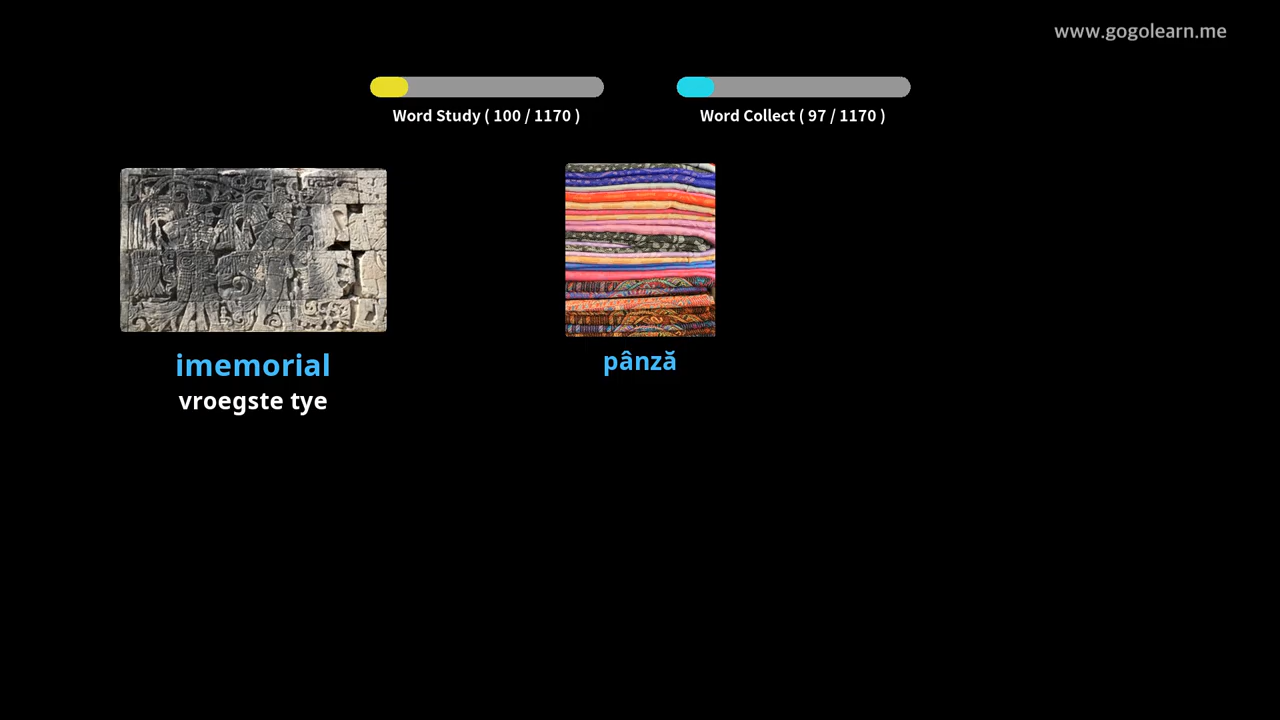 www.gogolearn.me
Word Study ( 100 / 1170 )
Word Collect ( 97 / 1170 )
imemorial
vroegste tye
pânză